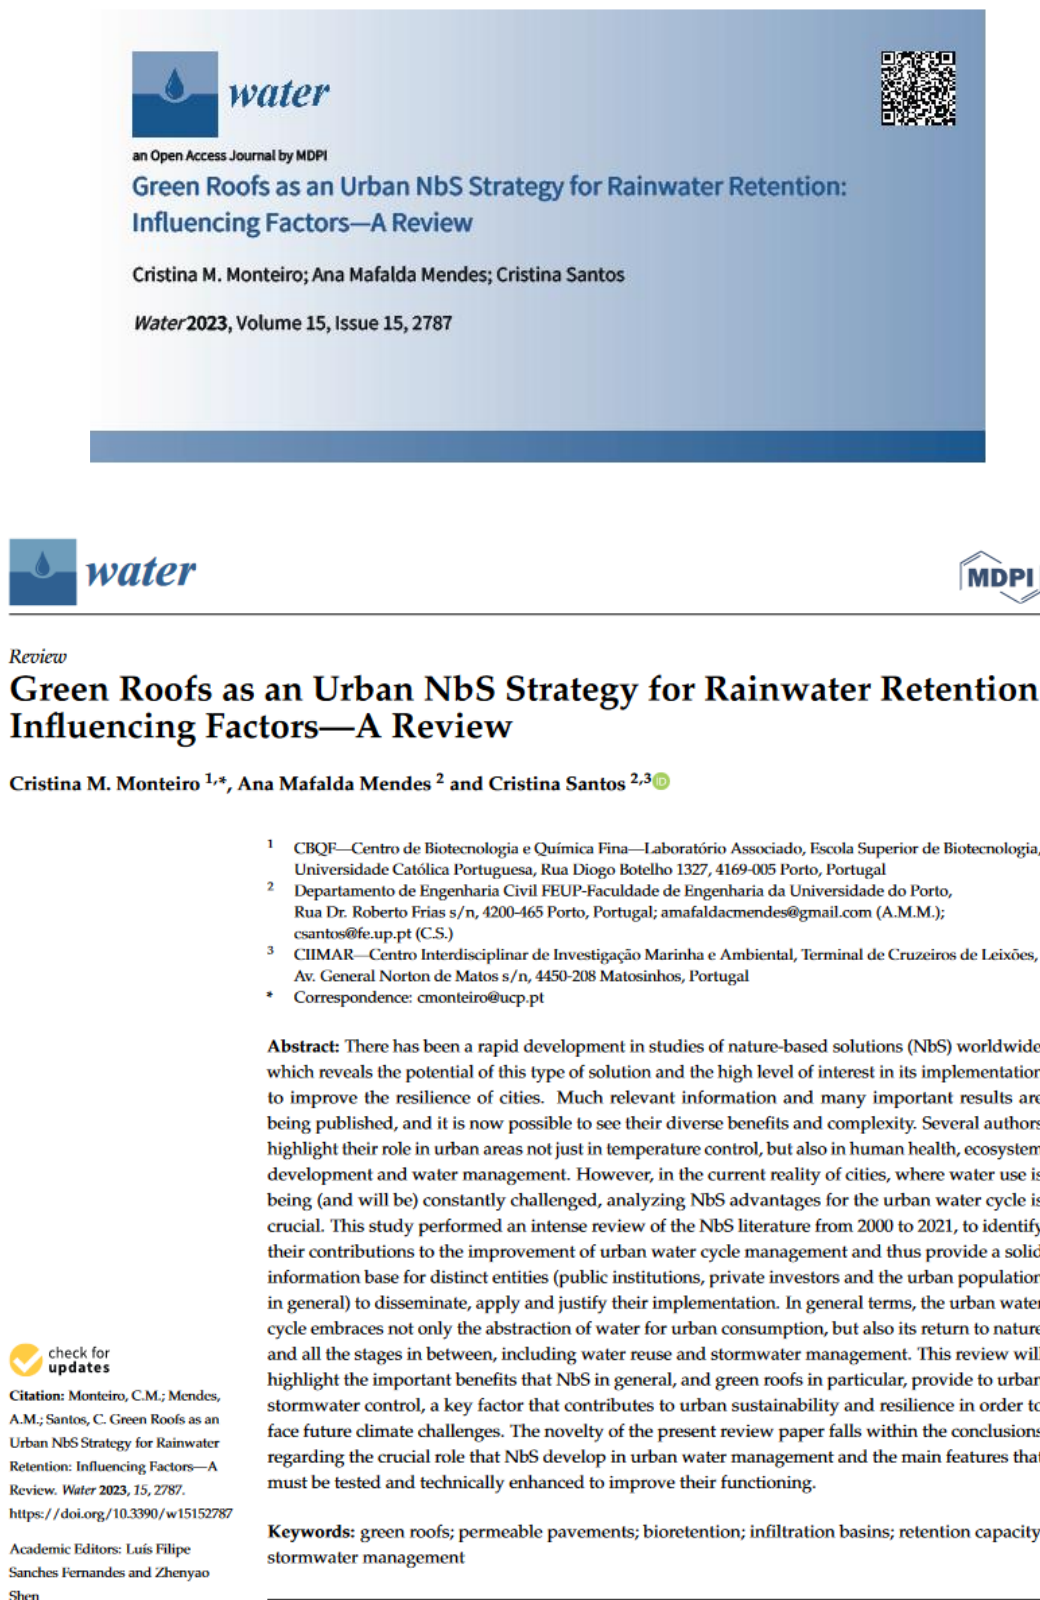 water
an Open Access Journal by MDPI
Green Roofs as an Urban NbS Strategy for Rainwater Retention:
Influencing Factors—A Review
Cristina M. Monteiro; Ana Mafalda Mendes; Cristina Santos
Water 2023, Volume 15, Issue 15, 2787
water
MDPI
Review
Green Roofs as an Urban NbS Strategy for Rainwater Retention
Influencing Factors—A Review
Cristina M. Monteiro 1,*, Ana Mafalda Mendes 2 and Cristina Santos 2,3 iD
1 CBQF—Centro de Biotecnologia e Química Fina—Laboratório Associado, Escola Superior de Biotecnologia,
Universidade Católica Portuguesa, Rua Diogo Botelho 1327, 4169-005 Porto, Portugal
2 Departamento de Engenharia Civil FEUP-Faculdade de Engenharia da Universidade do Porto,
Rua Dr. Roberto Frias s/n, 4200-465 Porto, Portugal; amafaldacmendes@gmail.com (A.M.M.);
csantos@fe.up.pt (C.S.)
3 CIIMAR—Centro Interdisciplinar de Investigação Marinha e Ambiental, Terminal de Cruzeiros de Leixões,
Av. General Norton de Matos s/n, 4450-208 Matosinhos, Portugal
* Correspondence: cmonteiro@ucp.pt
Abstract: There has been a rapid development in studies of nature-based solutions (NbS) worldwide
which reveals the potential of this type of solution and the high level of interest in its implementation
to improve the resilience of cities. Much relevant information and many important results are
being published, and it is now possible to see their diverse benefits and complexity. Several authors
highlight their role in urban areas not just in temperature control, but also in human health, ecosystem
development and water management. However, in the current reality of cities, where water use is
being (and will be) constantly challenged, analyzing NbS advantages for the urban water cycle is
crucial. This study performed an intense review of the NbS literature from 2000 to 2021, to identify
their contributions to the improvement of urban water cycle management and thus provide a solid
information base for distinct entities (public institutions, private investors and the urban population
in general) to disseminate, apply and justify their implementation. In general terms, the urban water
cycle embraces not only the abstraction of water for urban consumption, but also its return to nature
and all the stages in between, including water reuse and stormwater management. This review will
highlight the important benefits that NbS in general, and green roofs in particular, provide to urban
stormwater control, a key factor that contributes to urban sustainability and resilience in order to
face future climate challenges. The novelty of the present review paper falls within the conclusions
regarding the crucial role that NbS develop in urban water management and the main features that
must be tested and technically enhanced to improve their functioning.
Keywords: green roofs; permeable pavements; bioretention; infiltration basins; retention capacity
stormwater management
check for
updates
Citation: Monteiro, C.M.; Mendes,
A.M.; Santos, C. Green Roofs as an
Urban NbS Strategy for Rainwater
Retention: Influencing Factors—A
Review. Water 2023, 15, 2787.
https://doi.org/10.3390/w15152787
Academic Editors: Luís Filipe
Sanches Fernandes and Zhenyao
Shen